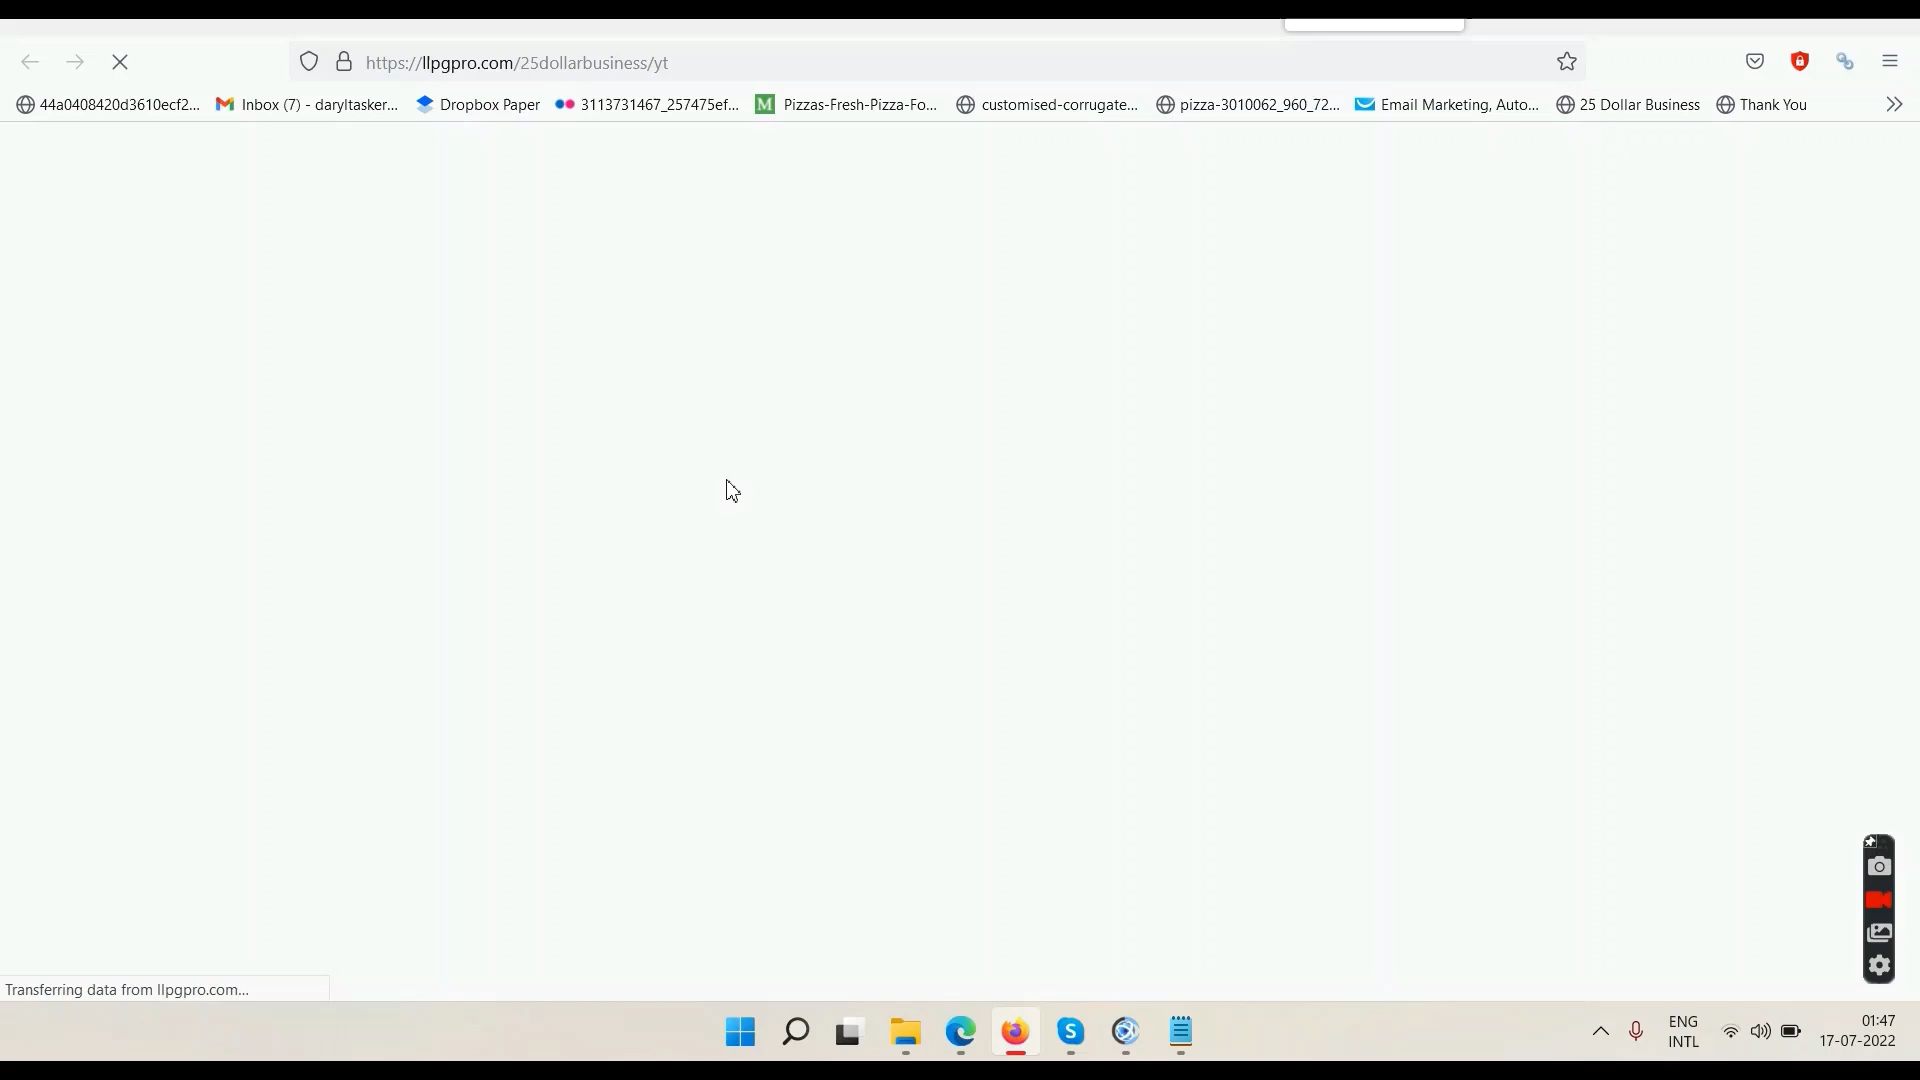 https://llpgpro.com/25dollarbusiness/yt
44a0408420d3610ecf2... Inbox (7) - daryltasker... Dropbox Paper 3113731467_257475ef... M Pizzas-Fresh-Pizza-Fo... customised-corrugate... pizza-3010062_960_72... Email Marketing, Auto... 25 Dollar Business Thank You
Transferring data from llpgpro.com...
S
ENG
INTL
01:47
17-07-2022